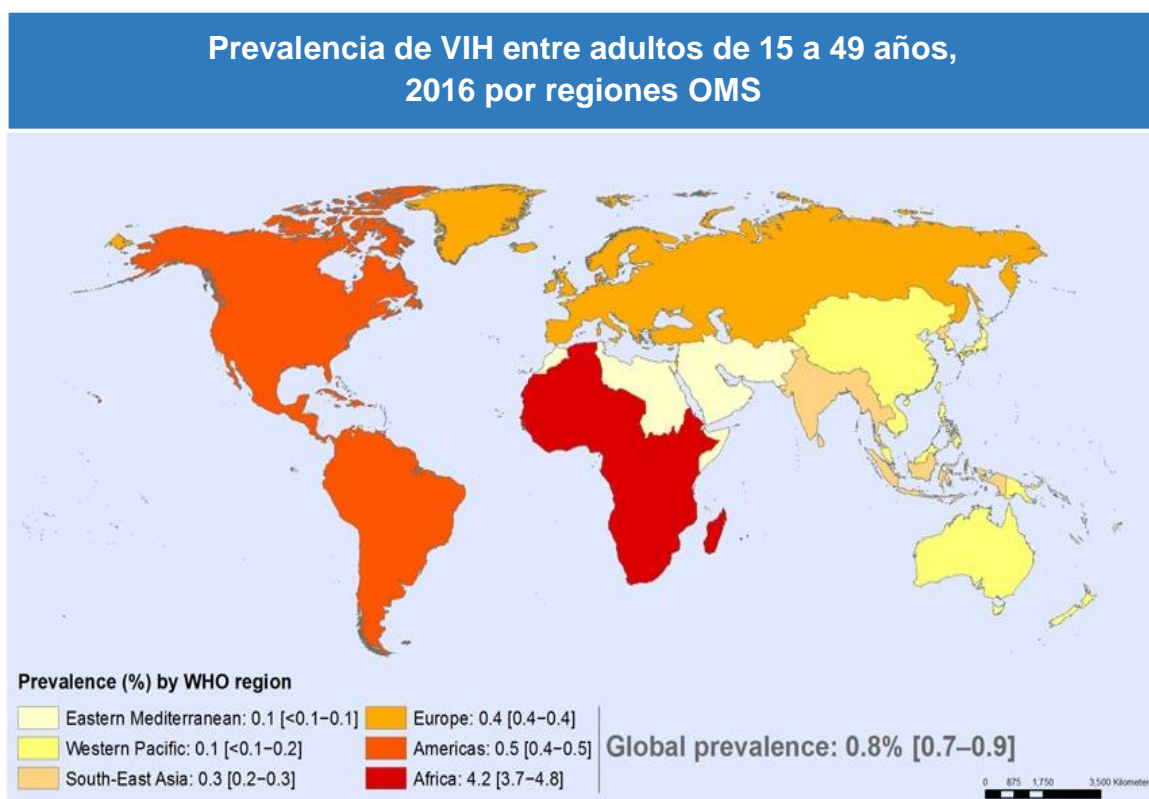 Prevalencia de VIH entre adultos de 15 a 49 años,
2016 por regiones OMS
Prevalence (%) by WHO region
Eastern Mediterranean: 0.1 [<0.1–0.1]
Western Pacific: 0.1 [<0.1–0.2]
South-East Asia: 0.3 [0.2–0.3]
Europe: 0.4 [0.4–0.4]
Americas: 0.5 [0.4–0.5]
Africa: 4.2 [3.7–4.8]
Global prevalence: 0.8% [0.7–0.9]
0 875 1,750 3,500 Kilometer